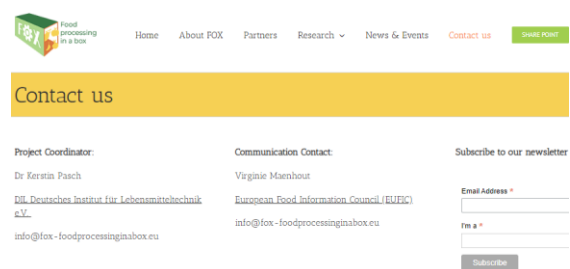 FOX
Food
processing
in a box
Home About FOX Partners Research News & Events Contact us SHARE POINT
Contact us
Project Coordinator:
Dr Kerstin Pasch
DIL Deutsches Institut für Lebensmitteltechnik
e.V.
info@fox-foodprocessinginabox.eu
Communication Contact:
Virginie Maenhout
European Food Information Council (EUFIC)
info@fox-foodprocessinginabox.eu
Subscribe to our newsletter
Email Address *
I'm a *
Subscribe